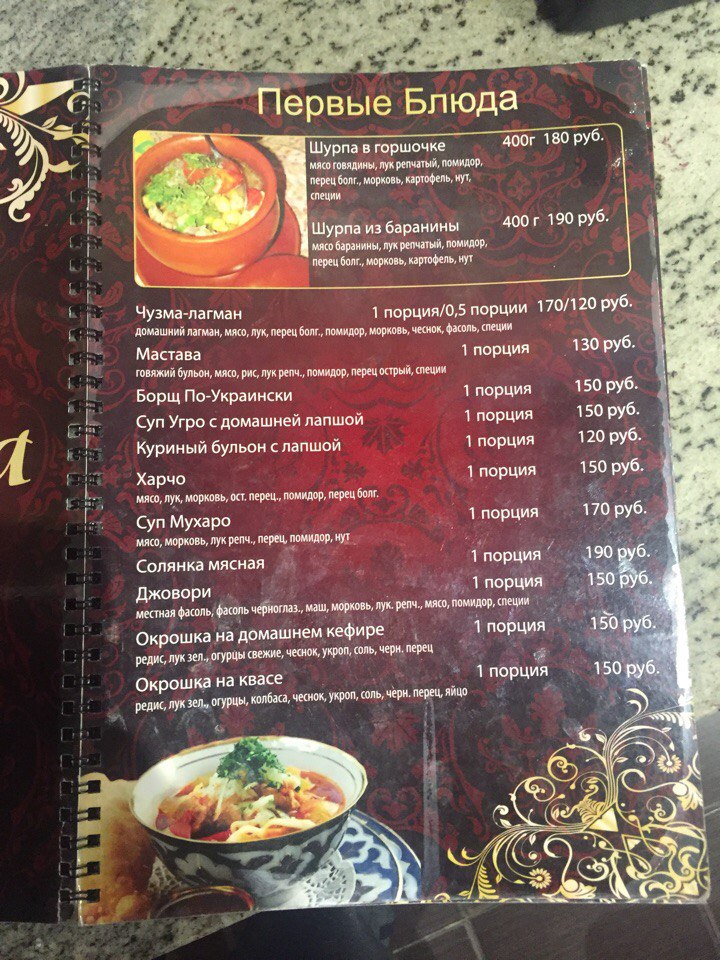 Первые Блюда
Шурпа в горшочке 400г 180 руб.
мясо говядины, лук репчатый, помидор,
перец болг., морковь, картофель, нут,
специи
Шурпа из баранины 400 г 190 руб.
мясо баранины, лук репчатый, помидор,
перец болг., морковь, картофель, нут
Чузма-лагман 1 порция/0,5 порции 170/120 руб.
домашний лагман, мясо, лук, перец болг., помидор, морковь, чеснок, фасоль, специи
Мастава 1 порция 130 руб.
говяжий бульон, мясо, рис, лук репч., помидор, перец острый, специи
Борщ По-Украински 1 порция 150 руб.
Суп Угро с домашней лапшой 1 порция 150 руб.
Куриный бульон с лапшой 1 порция 120 руб.
Харчо 1 порция 150 руб.
мясо, лук, морковь, ост. перец., помидор, перец болг.
Суп Мухаро 1 порция 170 руб.
мясо, морковь, лук репч., перец, помидор, нут
Солянка мясная 1 порция 190 руб.
Джовори 1 порция 150 руб.
местная фасоль, фасоль черноглаз., маш, морковь, лук. репч., мясо, помидор, специи
Окрошка на домашнем кефире 1 порция 150 руб.
редис, лук зел., огурцы свежие, чеснок, укроп, соль, черн. перец
Окрошка на квасе 1 порция 150 руб.
редис, лук зел., огурцы, колбаса, чеснок, укроп, соль, черн. перец, яйцо